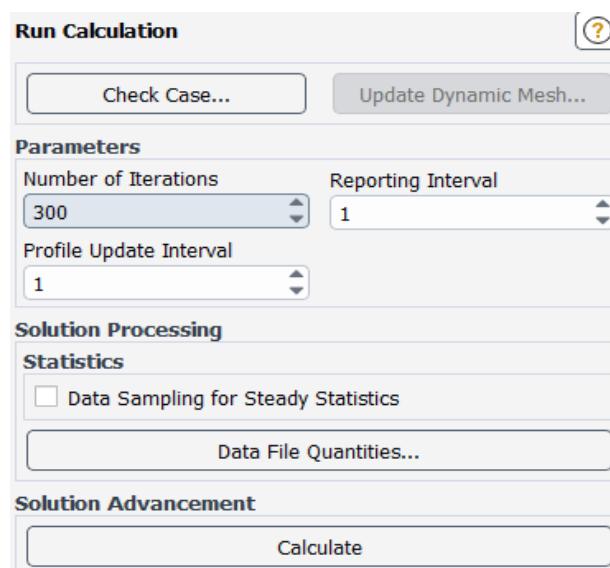 Run Calculation
?
Check Case...
Update Dynamic Mesh...
Parameters
Number of Iterations
Reporting Interval
300
1
Profile Update Interval
1
Solution Processing
Statistics
Data Sampling for Steady Statistics
Data File Quantities...
Solution Advancement
Calculate